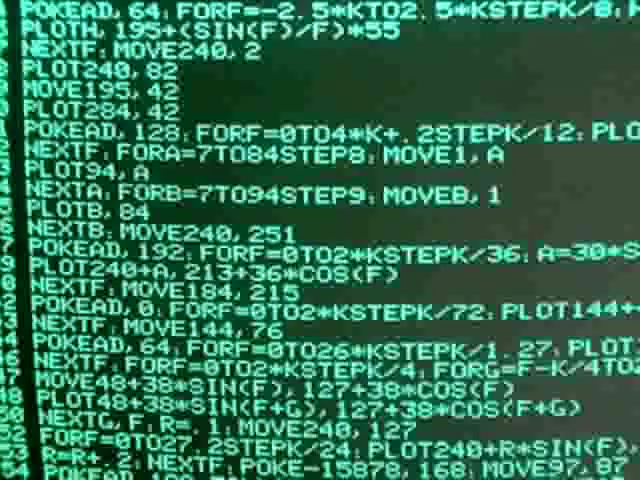 POKEAD, 64: FORF=-2.5*KTO2.5*KSTEPK/8:
PLOTH, 195+(SIN(F)/F)*55
NEXTF: MOVE240, 2
PLOT240, 82
MOVE195, 42
PLOT284, 42
POKEAD, 128: FORF=0TO4*K+.2STEPK/12: PLO
NEXTF: FORA=7TO84STEP8: MOVE1, A
PLOT94, A
NEXTA: FORB=7TO94STEP9: MOVEB, 1
PLOTB, 84
NEXTB: MOVE240, 251
POKEAD, 192: FORF=0TO2*KSTEPK/36: A=30*S
PLOT240+A, 213+36*COS(F)
NEXTF: MOVE184, 215
POKEAD, 0: FORF=0TO2*KSTEPK/72: PLOT144+
NEXTF: MOVE144, 76
POKEAD, 64: FORF=0TO26*KSTEPK/1.27: PLOT
NEXTF: FORF=0TO2*KSTEPK/4: FORG=F-K/4TO
MOVE48+38*SIN(F), 127+38*COS(F)
PLOT48+38*SIN(F+G), 127+38*COS(F+G)
NEXTG, F: R=.1: MOVE240, 127
FORF=0TO27.2STEPK/24: PLOT240+R*SIN(F),
53 R=R+.2: NEXTF: POKE-15878, 168: MOVE97, 87
54